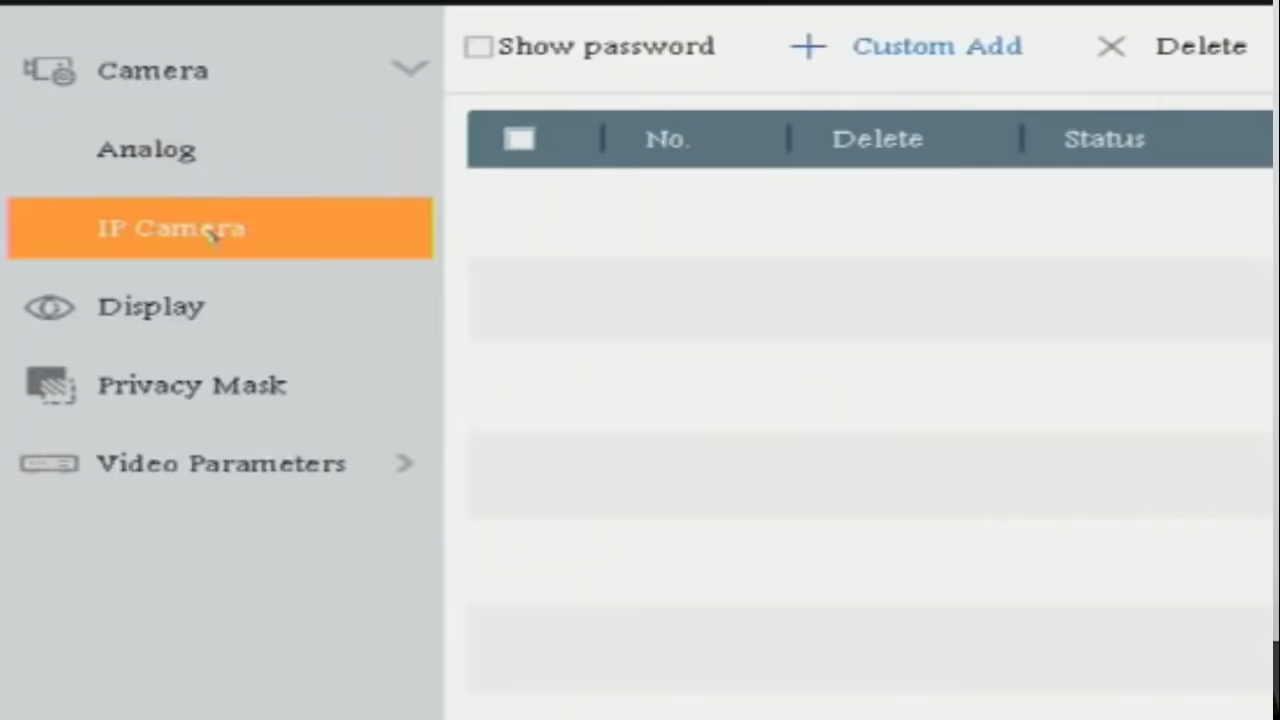 Camera
Analog
IP Camera
Display
Privacy Mask
Video Parameters
Show password
Custom Add
Delete
No.
Delete
Status